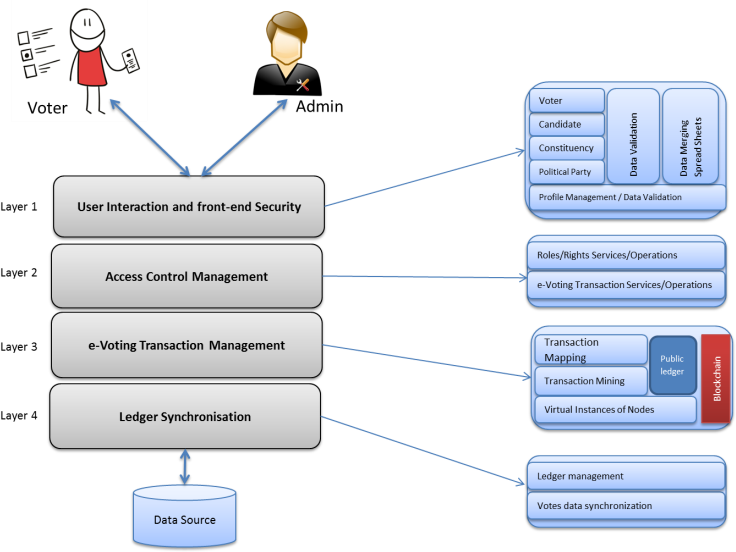 Voter
Admin
Layer 1
User Interaction and front-end Security
Layer 2
Access Control Management
Layer 3
e-Voting Transaction Management
Layer 4
Ledger Synchronisation
Data Source
Voter
Candidate
Constituency
Political Party
Data Validation
Data Merging
Spread Sheets
Profile Management / Data Validation
Roles/Rights Services/Operations
e-Voting Transaction Services/Operations
Transaction
Mapping
Transaction Mining
Virtual Instances of Nodes
Public
ledger
Blockchain
Ledger management
Votes data synchronization